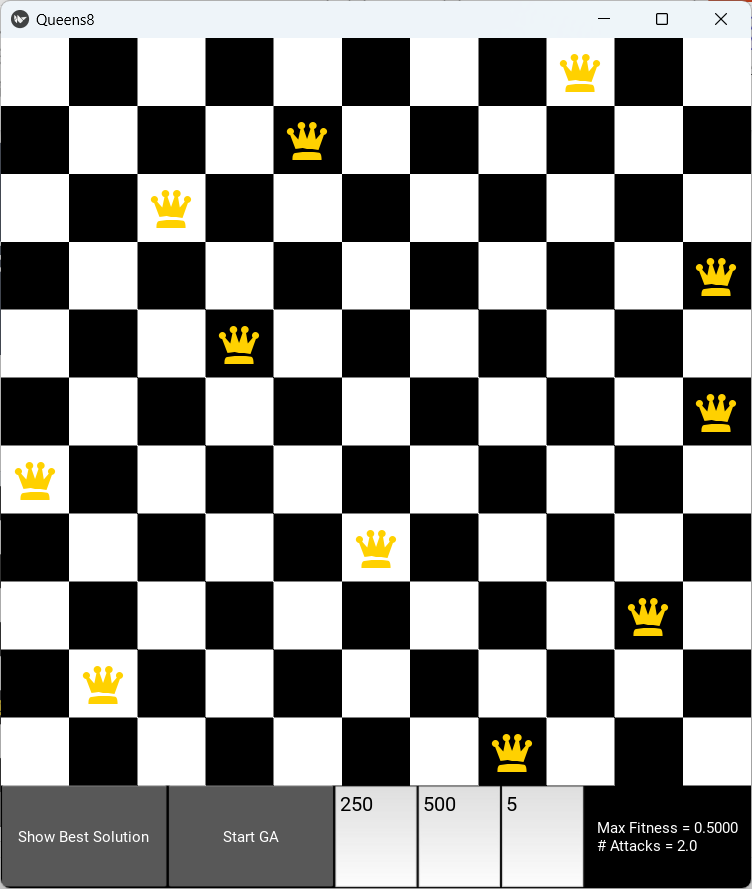 Queens8
250
500
5
Show Best Solution
Start GA
Max Fitness = 0.5000
# Attacks = 2.0